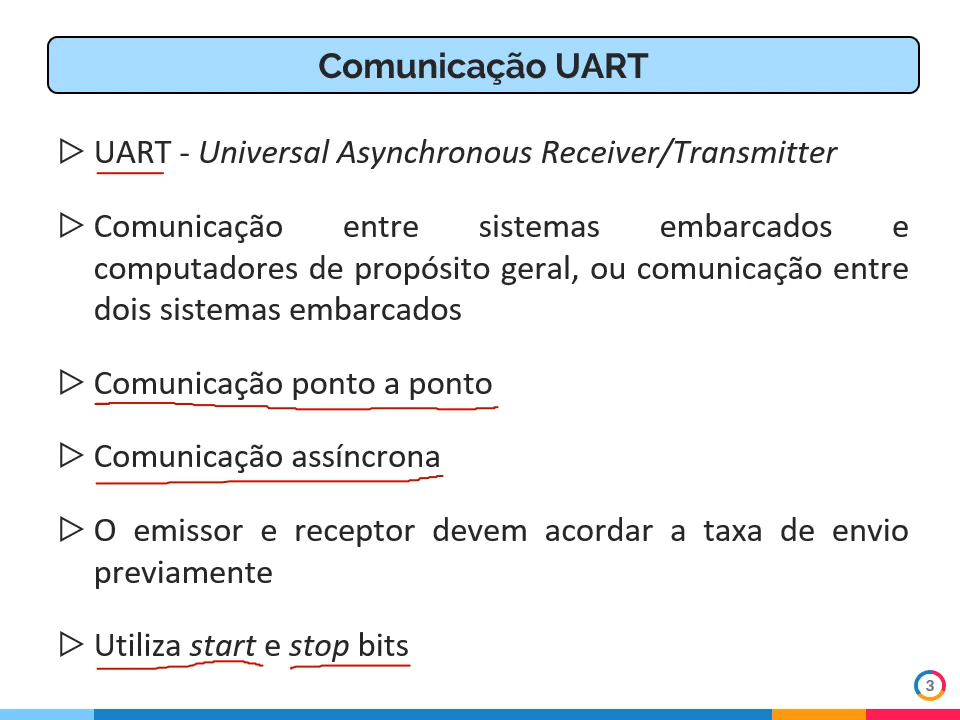 Comunicação UART
UART - Universal Asynchronous Receiver/Transmitter
Comunicação entre sistemas embarcados e
computadores de propósito geral, ou comunicação entre
dois sistemas embarcados
Comunicação ponto a ponto
Comunicação assíncrona
O emissor e receptor devem acordar a taxa de envio
previamente
Utiliza start e stop bits
3